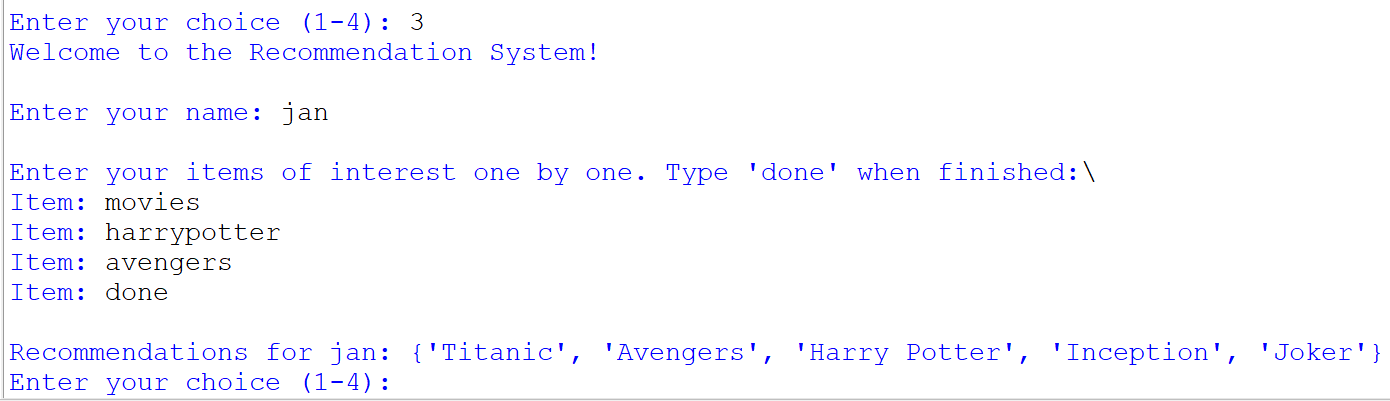 Enter your choice (1-4): 3
Welcome to the Recommendation System!
Enter your name: jan
Enter your items of interest one by one. Type 'done' when finished:\
Item: movies
Item: harrypotter
Item: avengers
Item: done
Recommendations for jan: {'Titanic', 'Avengers', 'Harry Potter', 'Inception', 'Joker'}
Enter your choice (1-4):